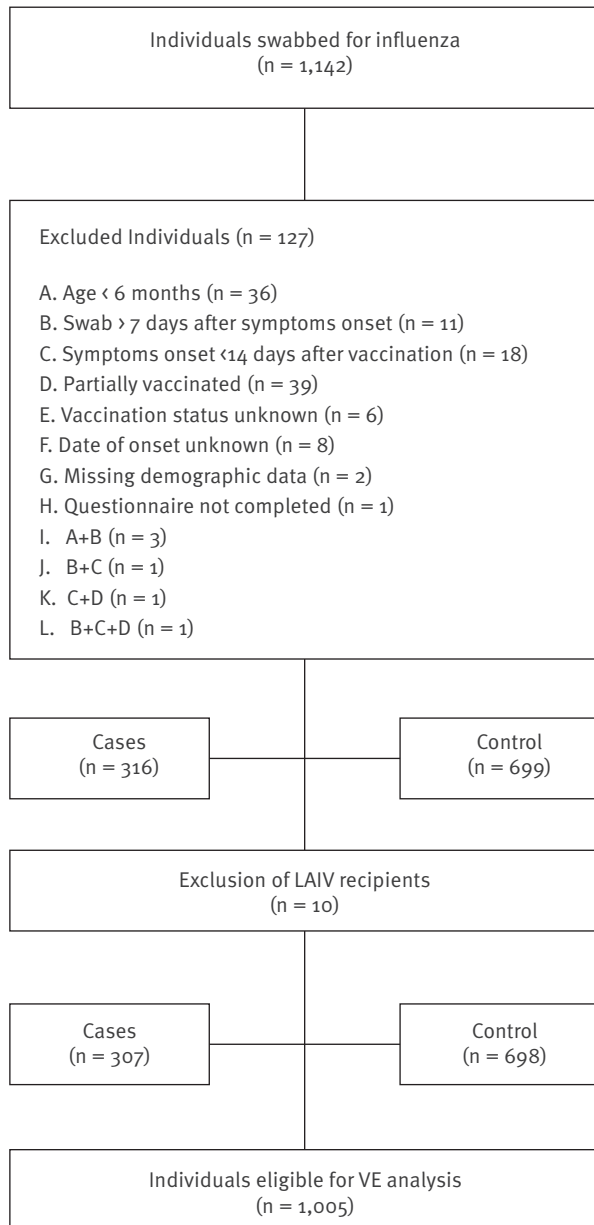 Individuals swabbed for influenza
(n = 1,142)
Excluded Individuals (n = 127)
A. Age < 6 months (n = 36)
B. Swab > 7 days after symptoms onset (n = 11)
C. Symptoms onset <14 days after vaccination (n = 18)
D. Partially vaccinated (n = 39)
E. Vaccination status unknown (n = 6)
F. Date of onset unknown (n = 8)
G. Missing demographic data (n = 2)
H. Questionnaire not completed (n = 1)
I. A+B (n = 3)
J. B+C (n = 1)
K. C+D (n = 1)
L. B+C+D (n = 1)
Cases
(n = 316)
Control
(n = 699)
Exclusion of LAIV recipients
(n = 10)
Cases
(n = 307)
Control
(n = 698)
Individuals eligible for VE analysis
(n = 1,005)